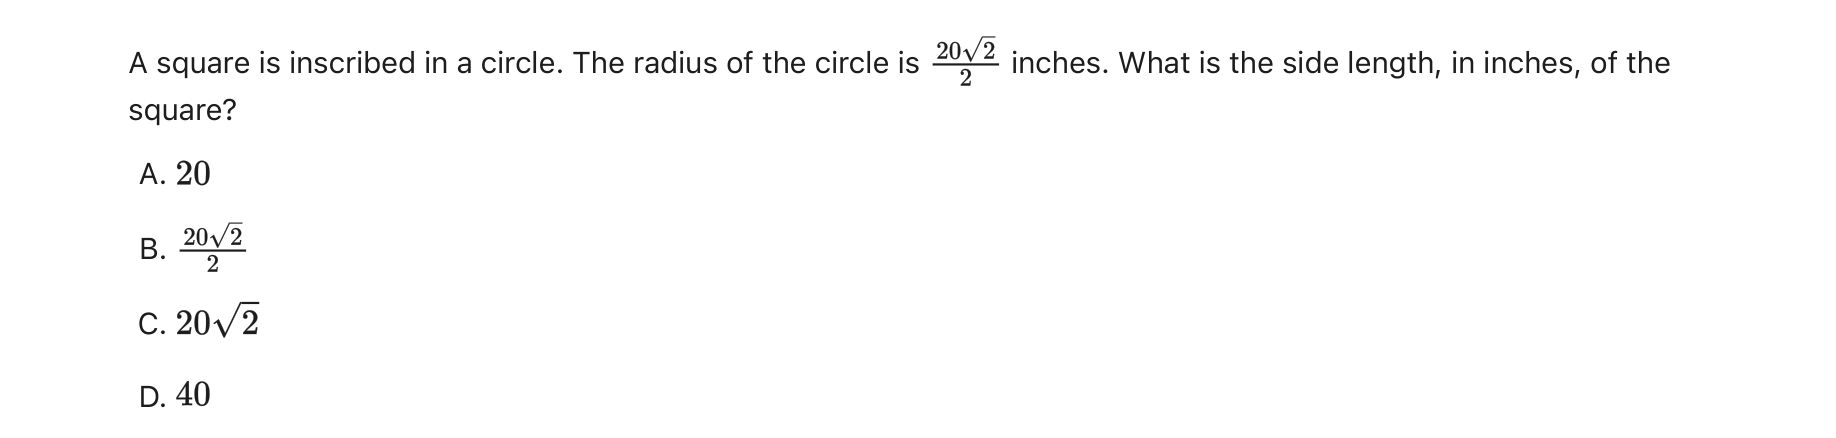 A square is inscribed in a circle. The radius of the circle is \frac{20\sqrt{2}}{2} inches. What is the side length, in inches, of the
square?
A. 20
B. \frac{20\sqrt{2}}{2}
C. 20\sqrt{2}
D. 40